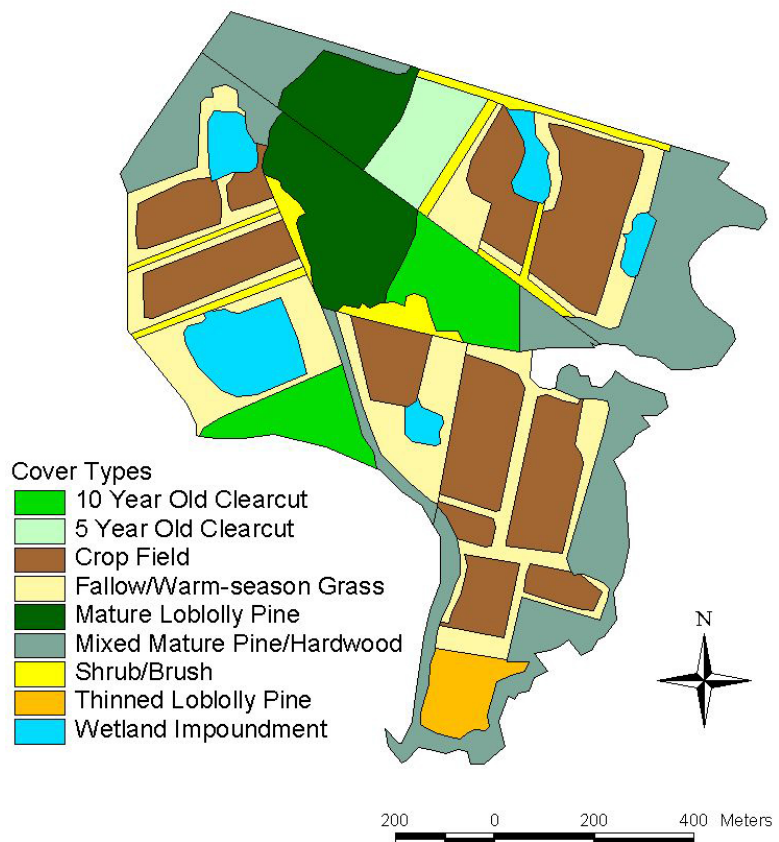 Cover Types
10 Year Old Clearcut
5 Year Old Clearcut
Crop Field
Fallow/Warm-season Grass
Mature Loblolly Pine
Mixed Mature Pine/Hardwood
Shrub/Brush
Thinned Loblolly Pine
Wetland Impoundment
N
200 0 200 400 Meters